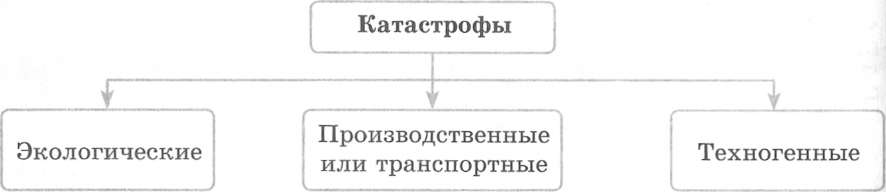 Катастрофы
Экологические
Производственные
или транспортные
Техногенные